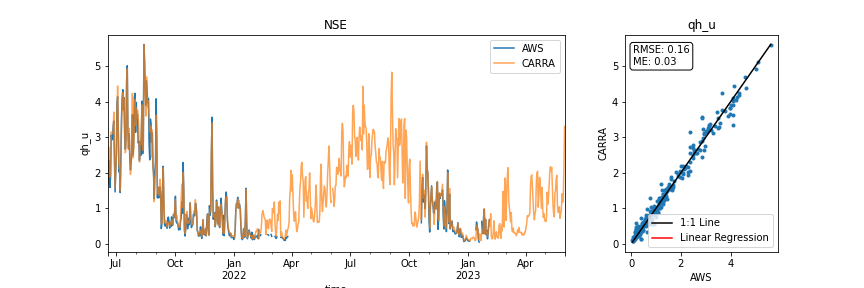 NSE
qh_u
AWS
CARRA
5
4
3
2
1
0
qh_u
Jul
Oct
Jan
2022
Apr
Jul
Oct
Jan
2023
Apr
time
qh_u
RMSE: 0.16
ME: 0.03
5
4
3
2
1
0
CARRA
1:1 Line
Linear Regression
0
2
4
AWS